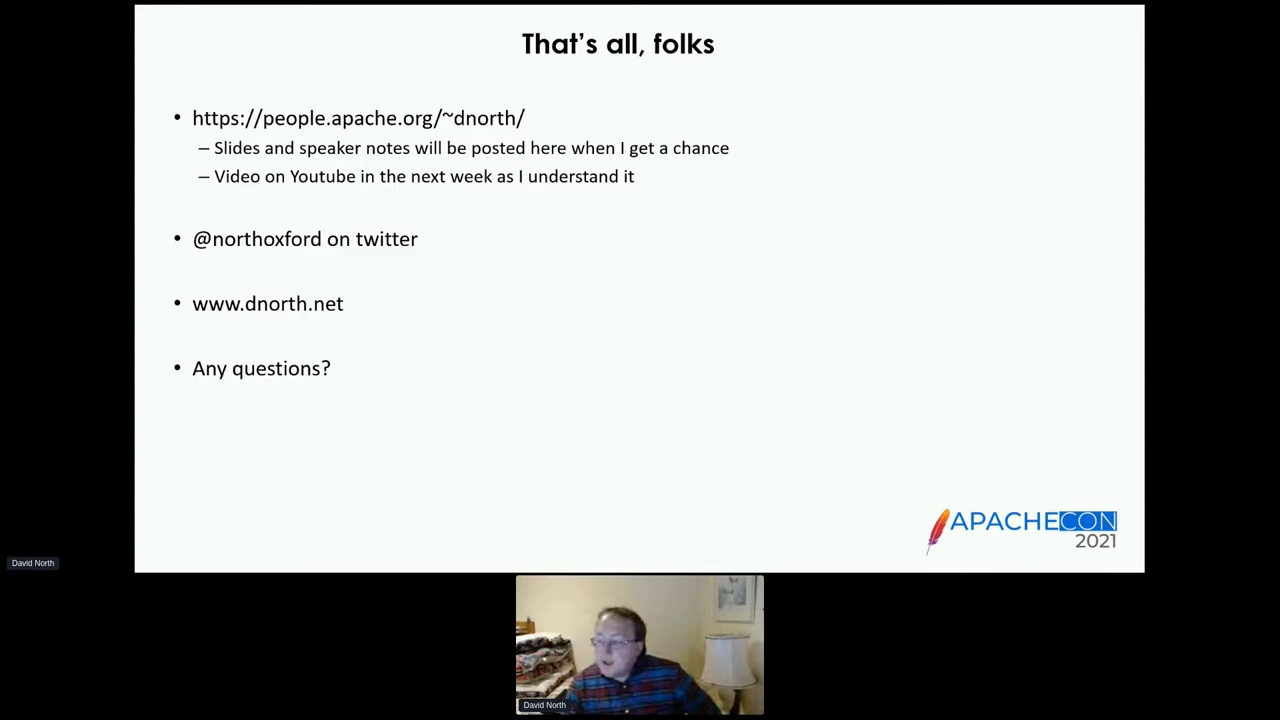 That's all, folks
• https://people.apache.org/~dnorth/
– Slides and speaker notes will be posted here when I get a chance
– Video on Youtube in the next week as I understand it
• @northoxford on twitter
• www.dnorth.net
• Any questions?
APACHECON
2021
David North
David North